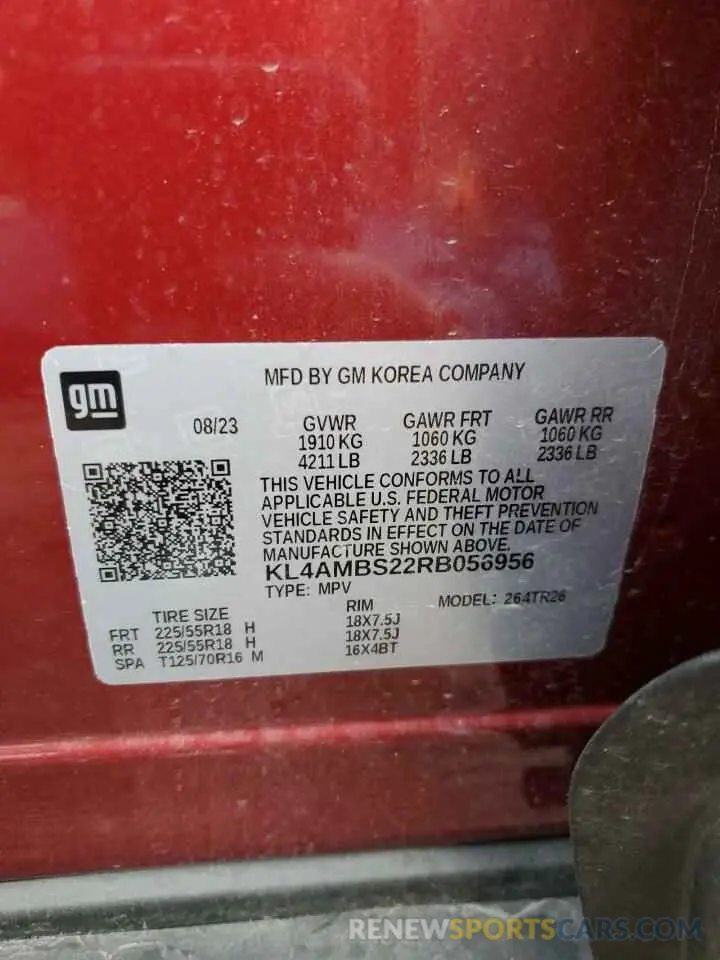 gm
MFD BY GM KOREA COMPANY
08/23
GVWR GAWR FRT GAWR RR
1910 KG 1060 KG 1060 KG
4211 LB 2336 LB 2336 LB
THIS VEHICLE CONFORMS TO ALL
APPLICABLE U.S. FEDERAL MOTOR
VEHICLE SAFETY AND THEFT PREVENTION
STANDARDS IN EFFECT ON THE DATE OF
MANUFACTURE SHOWN ABOVE.
KL4AMBS22RB056956
TYPE: MPV MODEL: 264TR26
TIRE SIZE RIM
FRT 225/55R18 H 18X7.5J
RR 225/55R18 H 18X7.5J
SPA T125/70R16 M 16X4BT
RENEWSPORTSCARS.COM